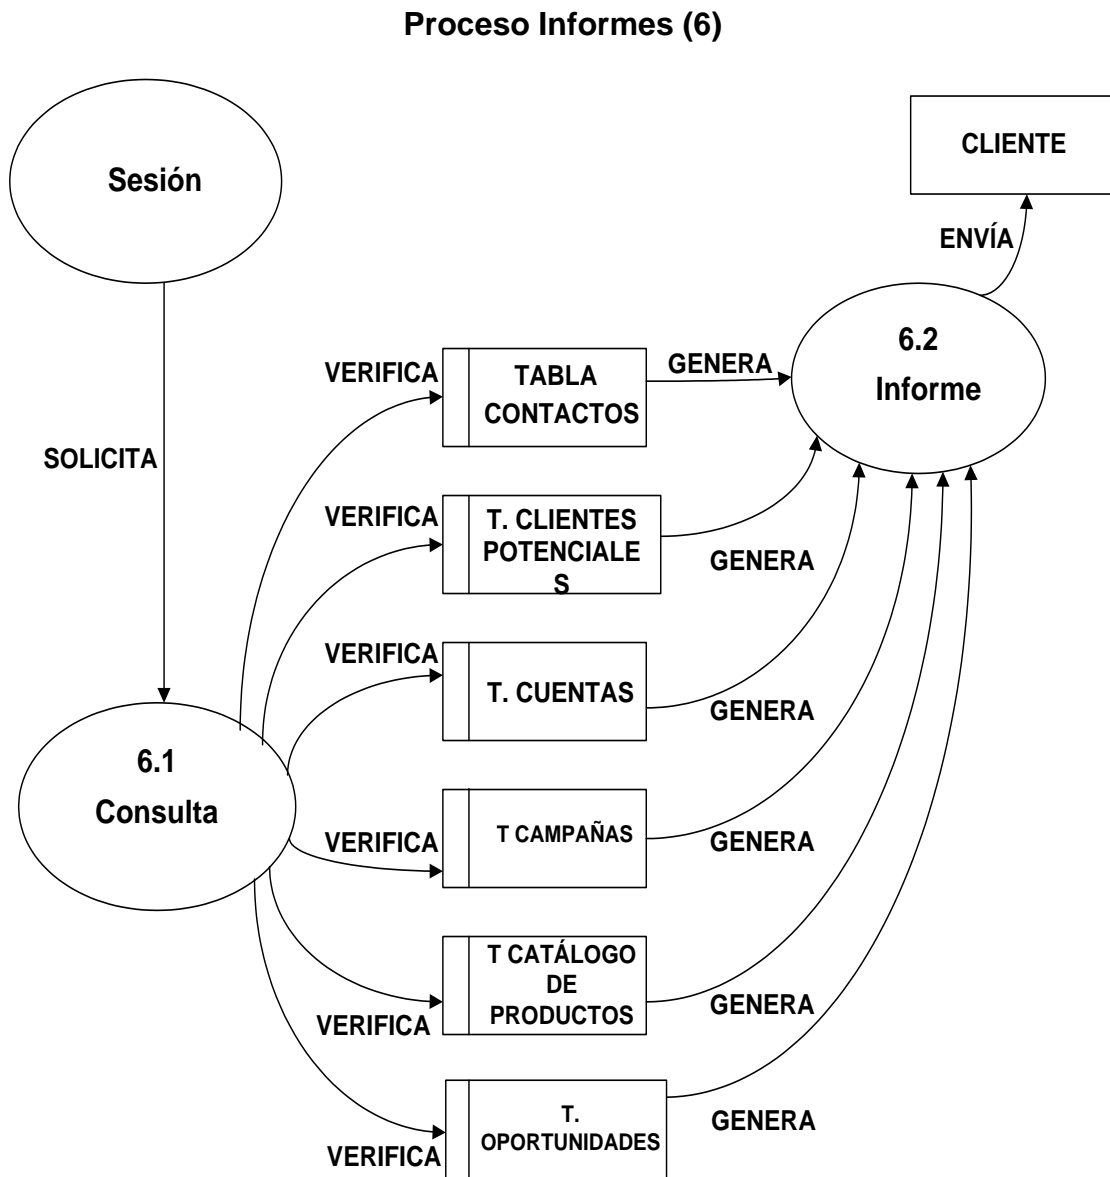 Proceso Informes (6)
Sesión
CLIENTE
ENVÍA
6.2
Informe
VERIFICA
TABLA
CONTACTOS
GENERA
SOLICITA
VERIFICA
T. CLIENTES
POTENCIALE
S
GENERA
VERIFICA
T. CUENTAS
GENERA
6.1
Consulta
VERIFICA
T CAMPAÑAS
GENERA
T CATÁLOGO
DE
PRODUCTOS
VERIFICA
GENERA
T.
OPORTUNIDADES
GENERA
VERIFICA